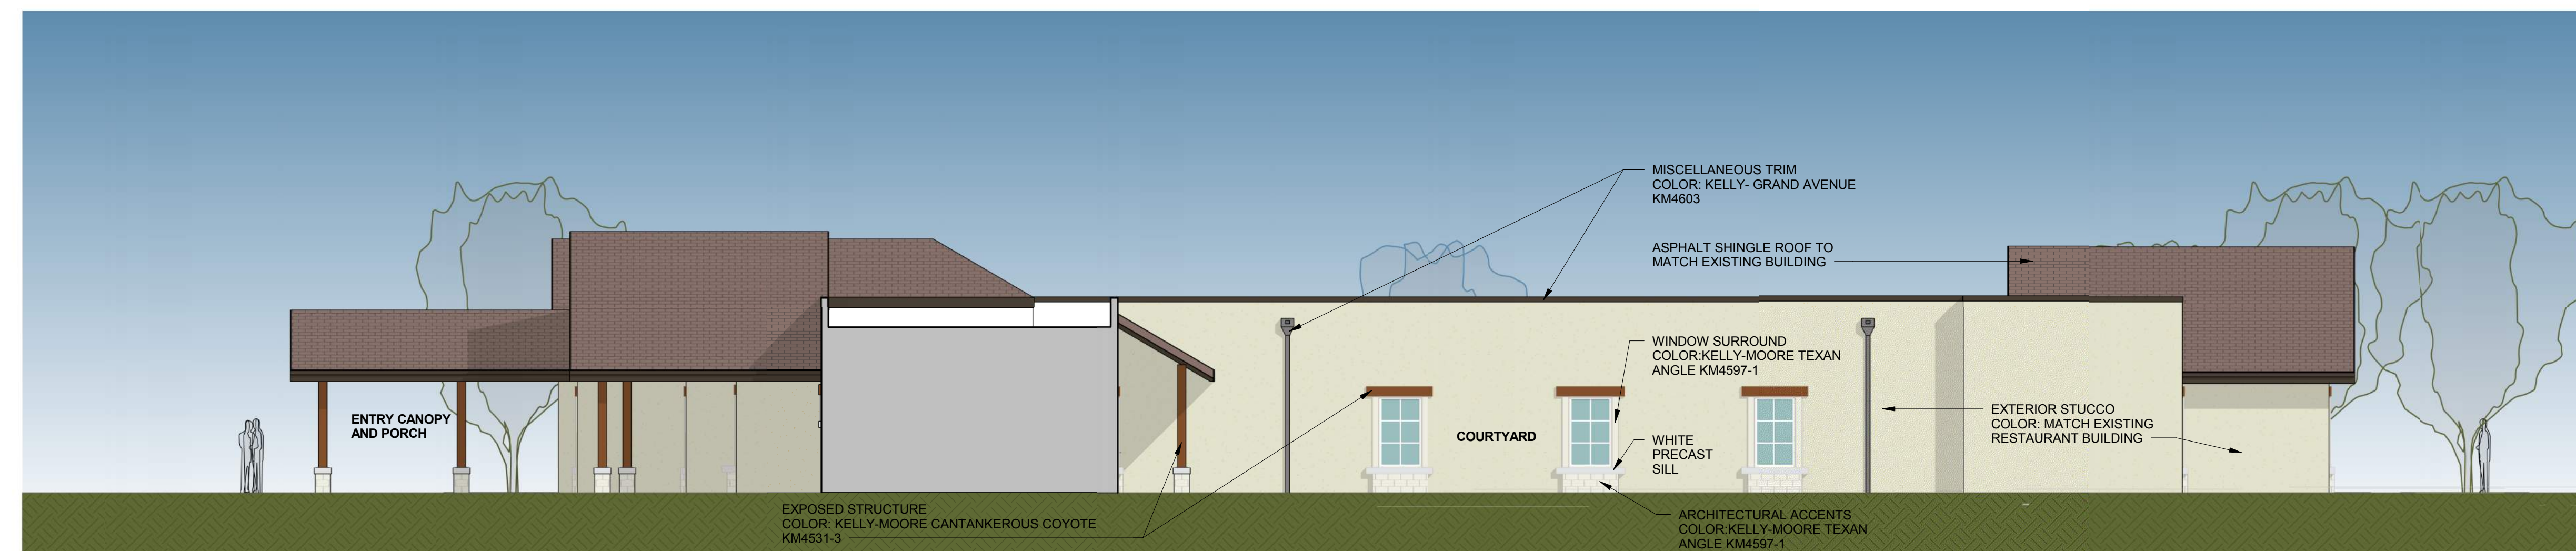 MISCELLANEOUS TRIM
COLOR: KELLY- GRAND AVENUE
KM4603
ASPHALT SHINGLE ROOF TO
MATCH EXISTING BUILDING
WINDOW SURROUND
COLOR:KELLY-MOORE TEXAN
ANGLE KM4597-1
ENTRY CANOPY
AND PORCH
COURTYARD
WHITE
PRECAST
SILL
EXTERIOR STUCCO
COLOR: MATCH EXISTING
RESTAURANT BUILDING
EXPOSED STRUCTURE
COLOR: KELLY-MOORE CANTANKEROUS COYOTE
KM4531-3
ARCHITECTURAL ACCENTS
COLOR:KELLY-MOORE TEXAN
ANGLE KM4597-1